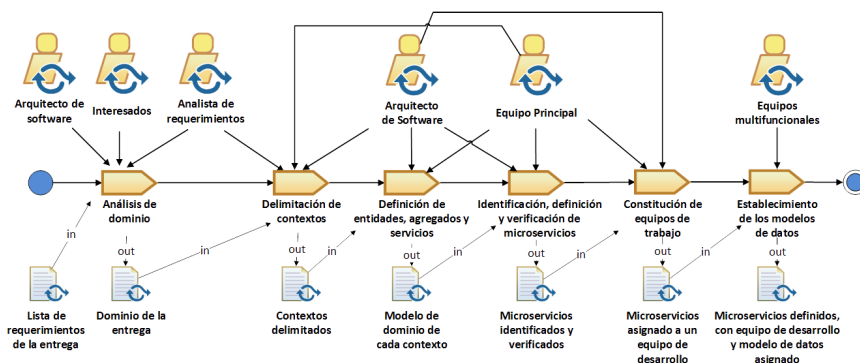 Arquitecto de
software
Interesados
Analista de
requerimientos
Arquitecto
de Software
Equipo Principal
Equipos
multifuncionales
Análisis de
dominio
Delimitación de
contextos
Definición de
entidades, agregados y
servicios
Identificación, definición
y verificación de
microservicios
Constitución de
equipos de
trabajo
Establecimiento
de los modelos
de datos
in
out
in
out
in
out
in
out
in
out
in
out
Lista de
requerimientos
de la entrega
Dominio de la
entrega
Contextos
delimitados
Modelo de
dominio de
cada contexto
Microservicios
identificados y
verificados
Microservicios
asignado a un
equipo de
desarrollo
Microservicios definidos,
con equipo de desarrollo
y modelo de datos
asignado